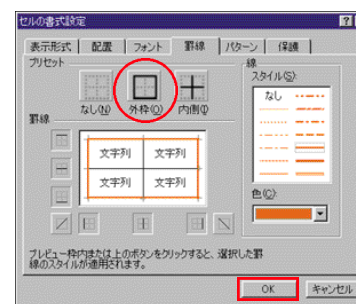 セルの書式設定
表示形式 配置 フォント 罫線 パターン 保護
プリセット
なし(N) 外枠(O) 内側(I)
線
スタイル(S):
なし
罫線
文字列 文字列
文字列 文字列
色(C):
プレビュー枠内または上のボタンをクリックすると、選択した罫
線のスタイルが適用されます。
OK キャンセル